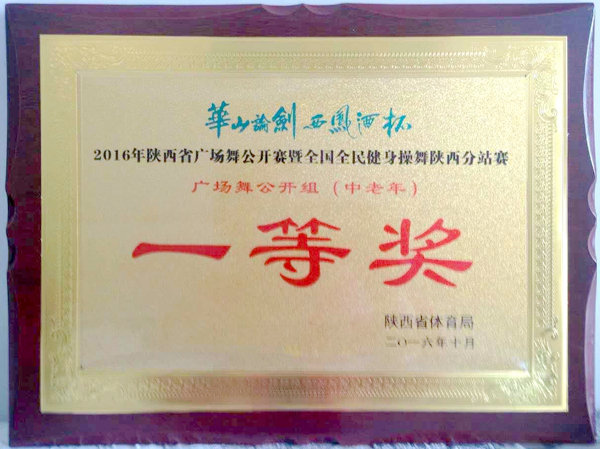 華山論劍西鳳酒杯
2016年陕西省广场舞公开赛暨全国全民健身操舞陕西分站赛
广场舞公开组（中老年）
一等奖
陕西省体育局
二〇一六年十月